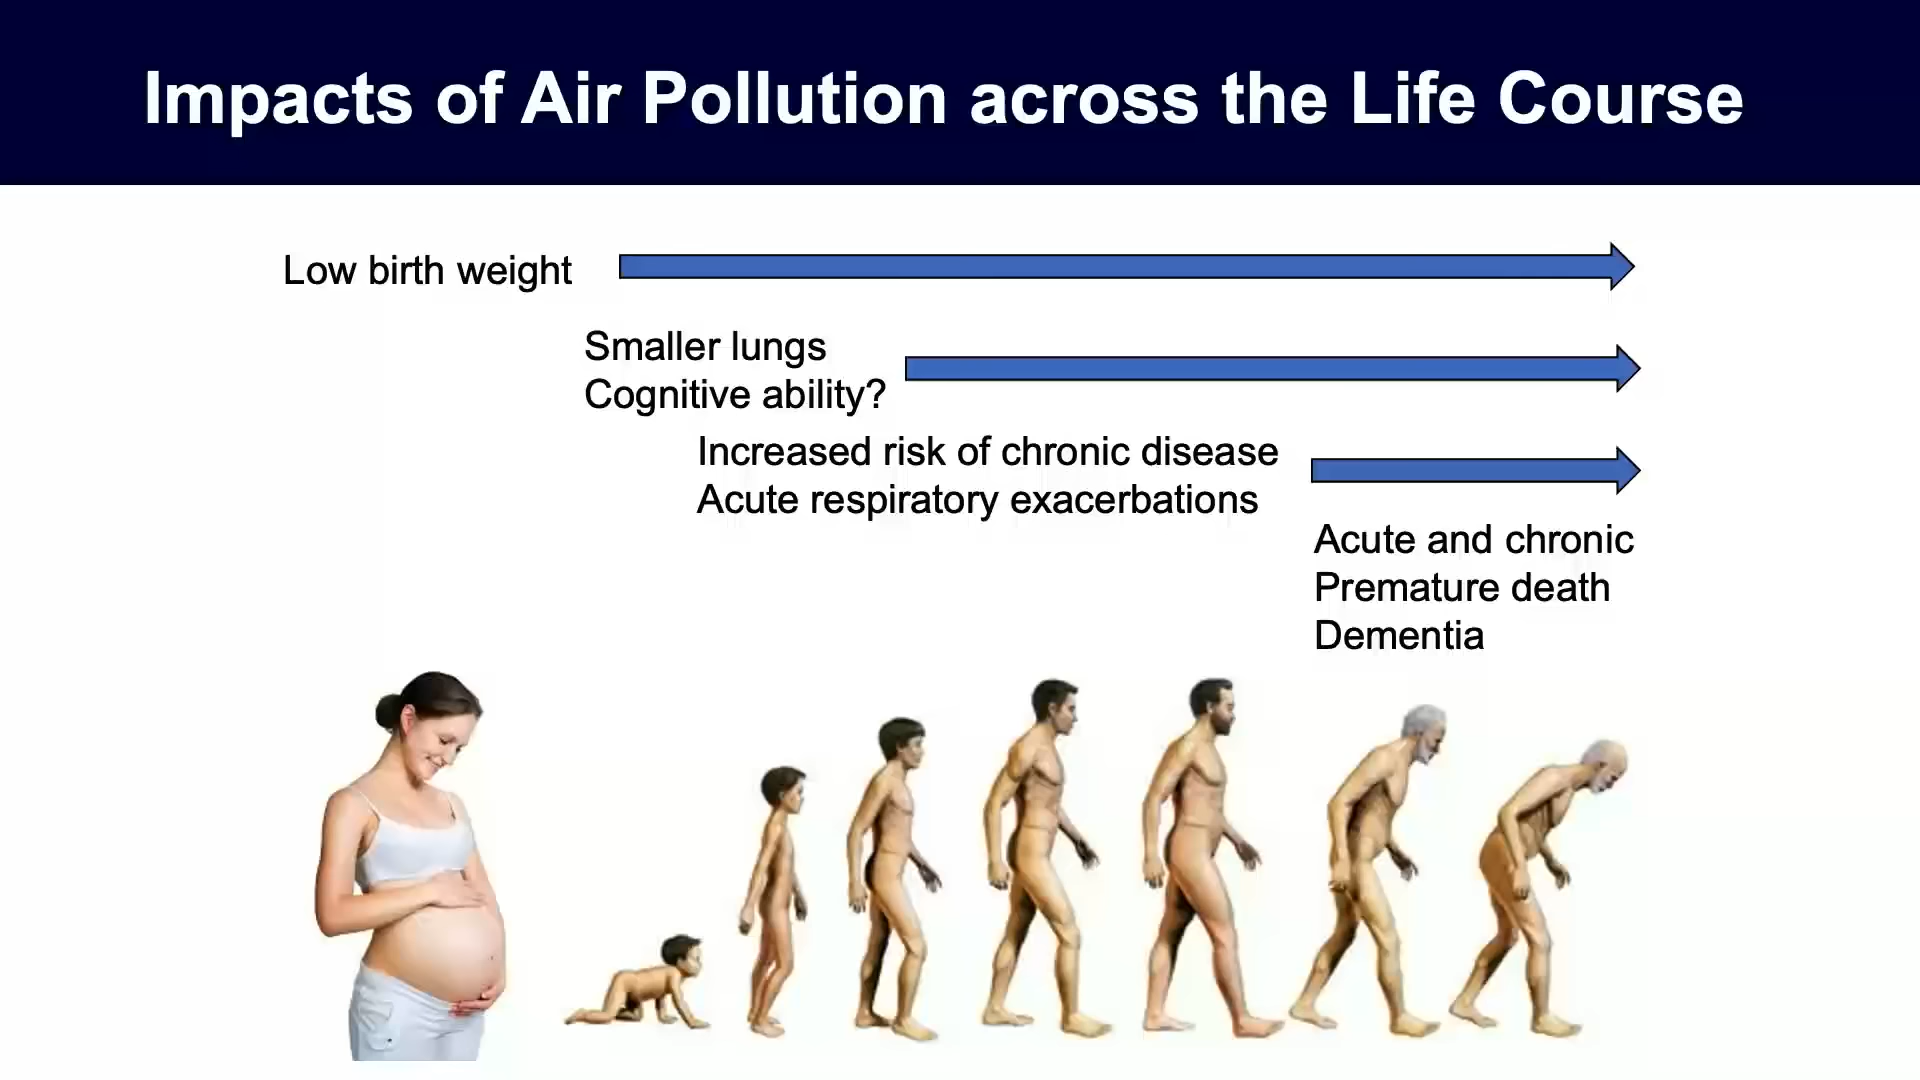 Impacts of Air Pollution across the Life Course
Low birth weight
Smaller lungs
Cognitive ability?
Increased risk of chronic disease
Acute respiratory exacerbations
Acute and chronic
Premature death
Dementia